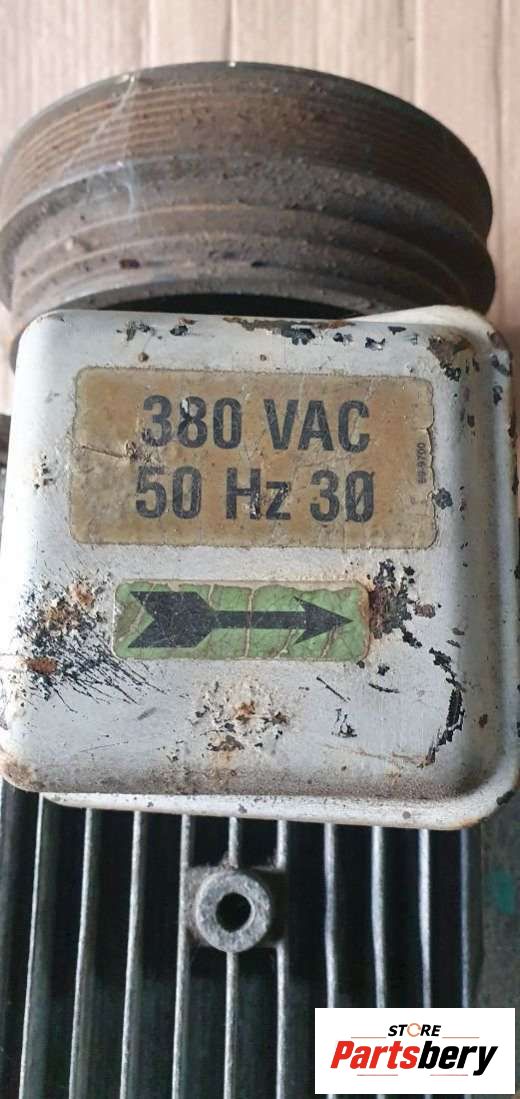 380 VAC
50 Hz 3Ø
STORE
Partsbery